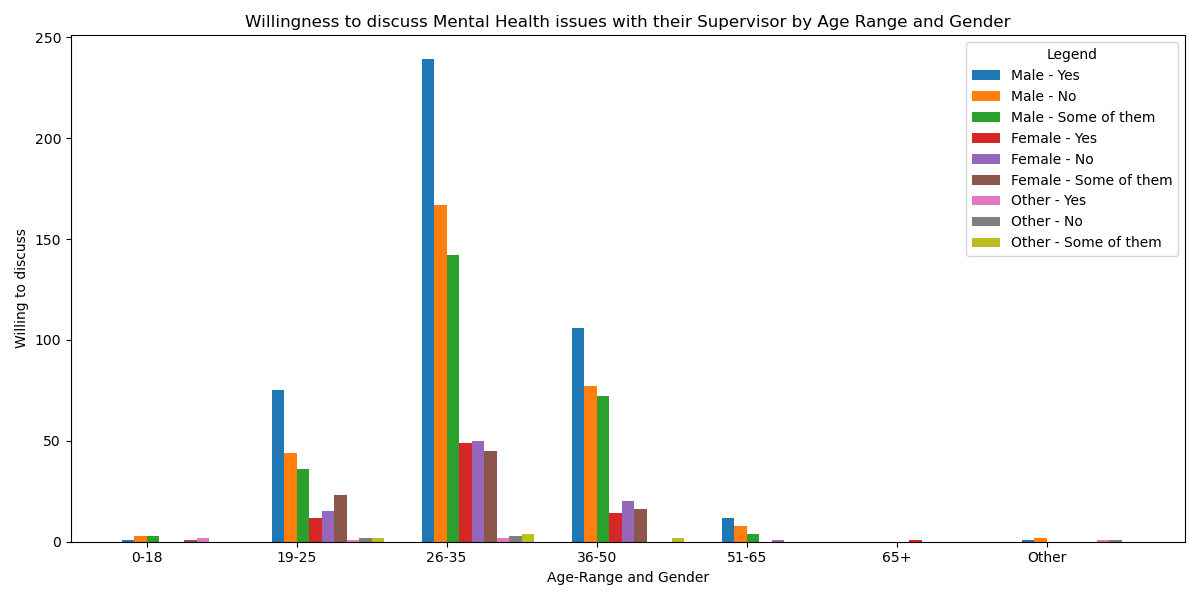 Willingness to discuss Mental Health issues with their Supervisor by Age Range and Gender
250
200
150
100
50
0
Willing to discuss
Legend
Male - Yes
Male - No
Male - Some of them
Female - Yes
Female - No
Female - Some of them
Other - Yes
Other - No
Other - Some of them
0-18 19-25 26-35 36-50 51-65 65+ Other
Age-Range and Gender